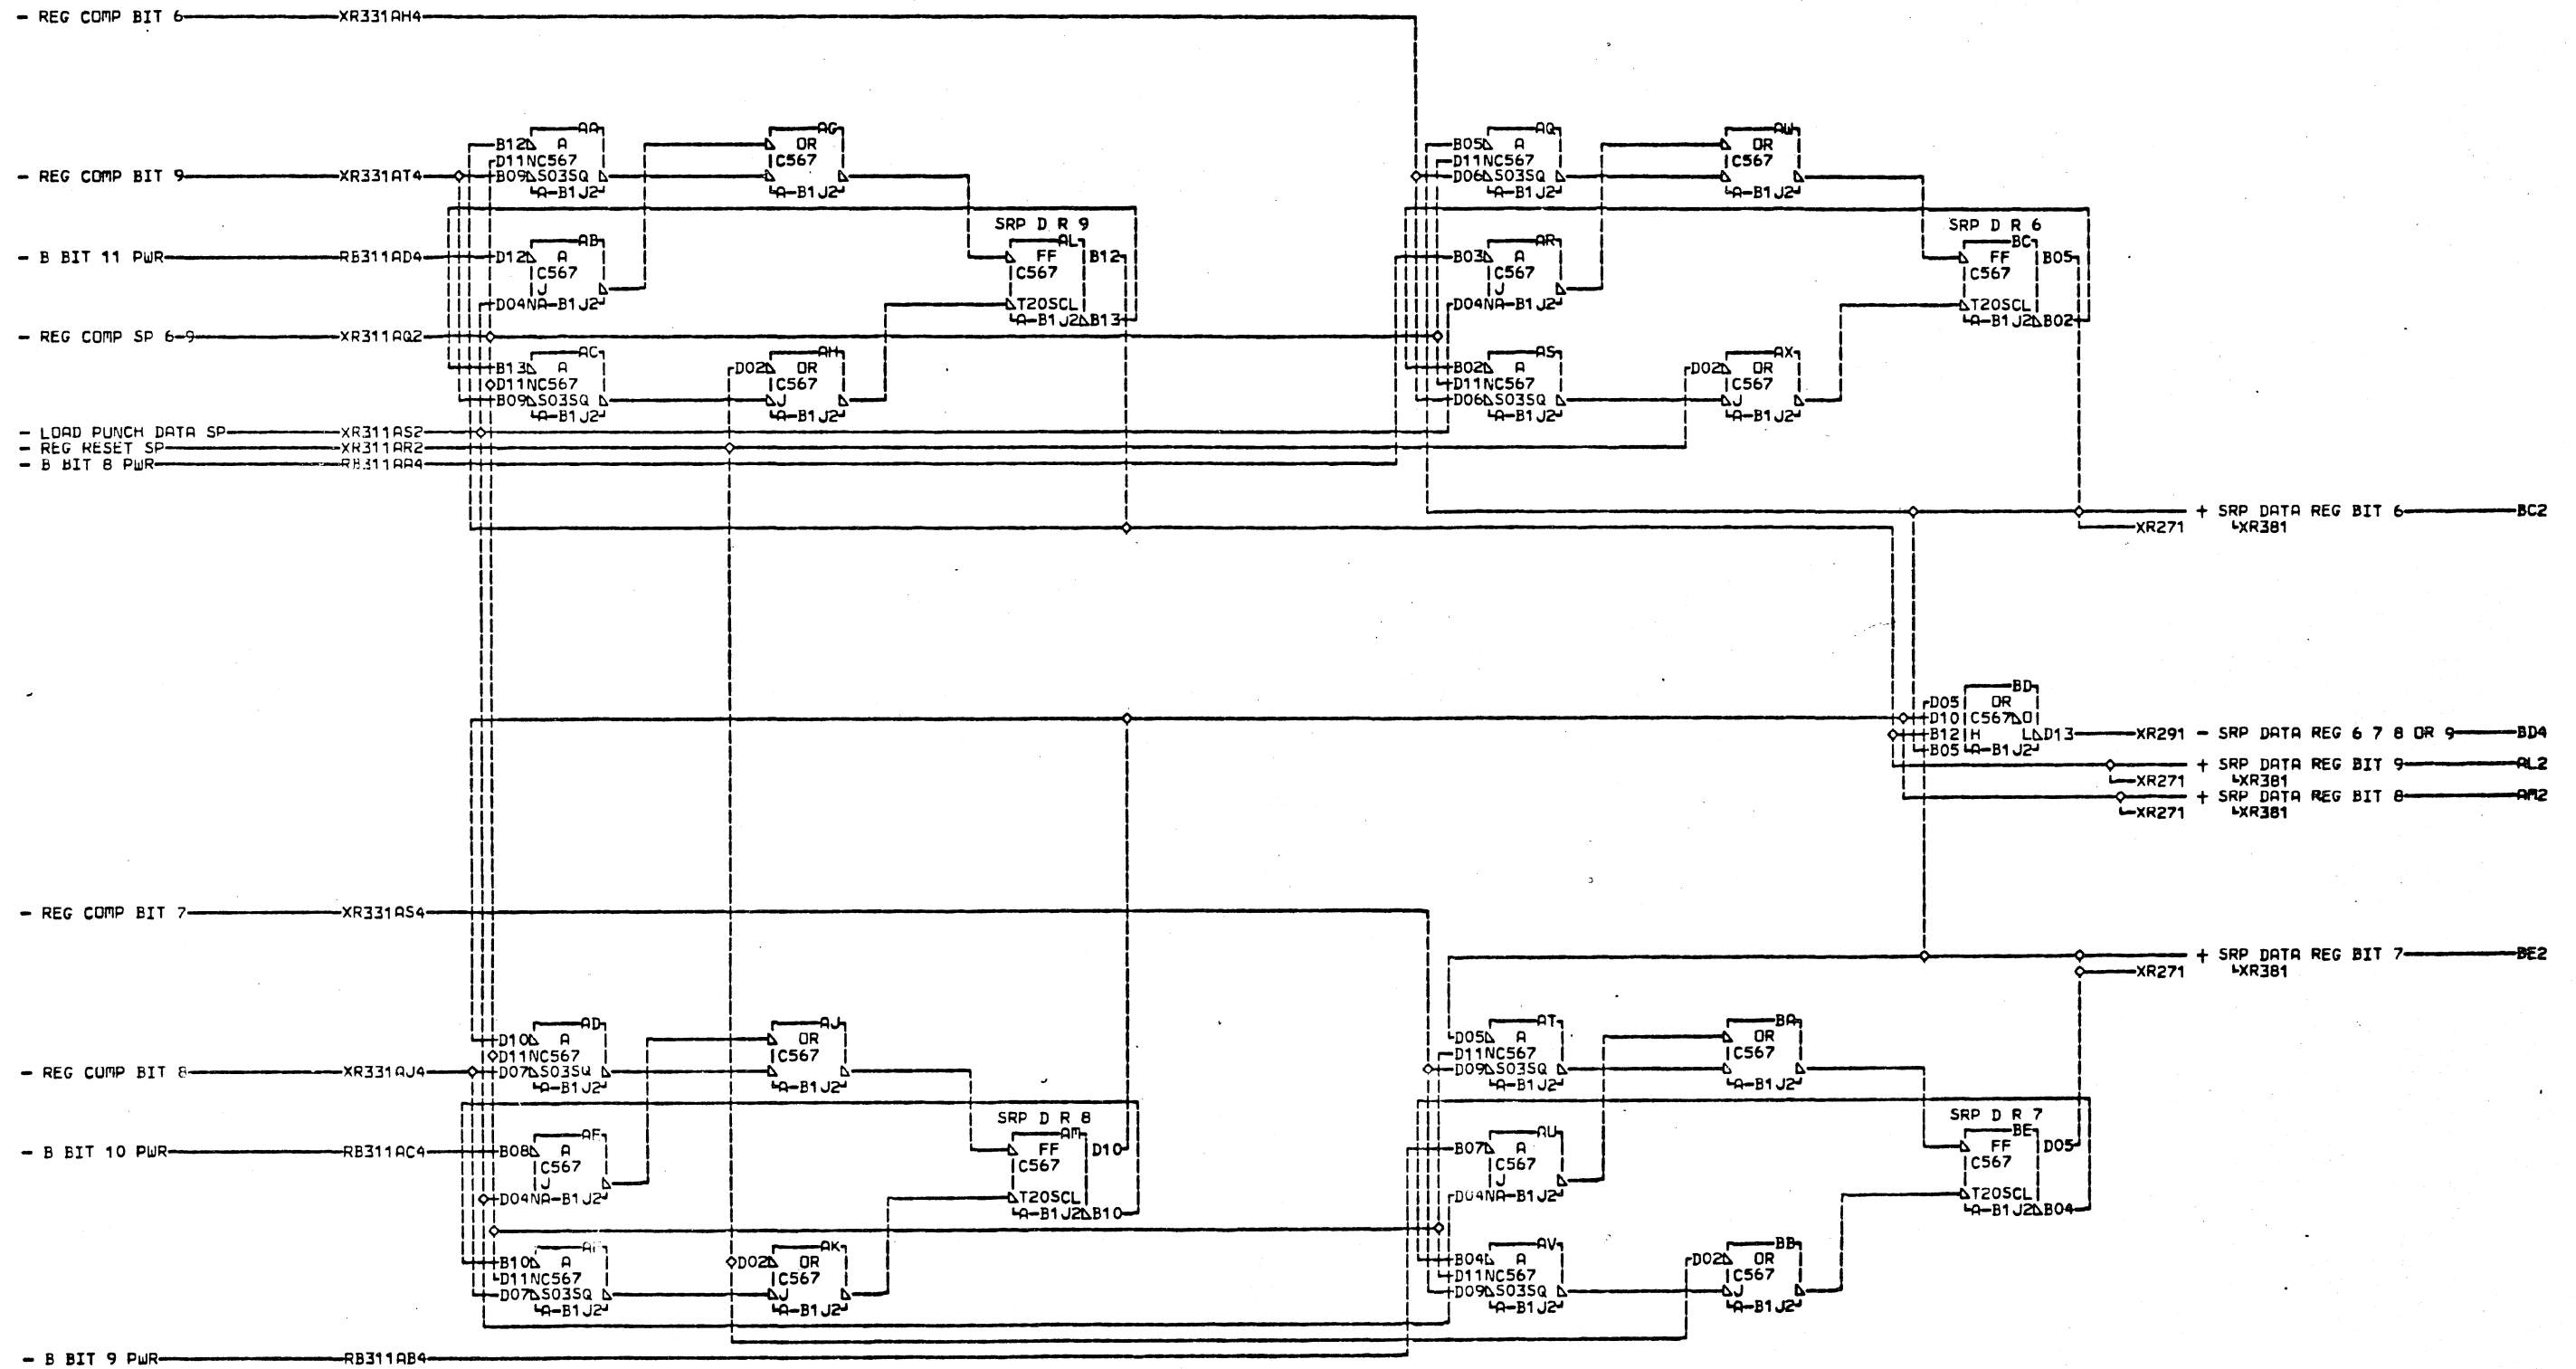 - REG COMP BIT 6 XR331AH4
AA AG AQ AW
B12 A OR B05 A OR
D11NC567 C567 D11NC567 C567
- REG COMP BIT 9 XR331AT4 B09 S03SQ D06 S03SQ
A-B1J2 A-B1J2 A-B1J2 A-B1J2
SRP D R 9 SRP D R 6
AB AL AR BC
- B BIT 11 PWR RB311AD4 D12 A FF B12 B03 A FF B05
C567 C567 C567 C567
J J
D04NA-B1J2 T20SCL D04NA-B1J2 T20SCL
A-B1J2 B13 A-B1J2 B02
- REG COMP SP 6-9 XR311AQ2
AC AH AS AX
B13 A D02 OR B02 A D02 OR
D11NC567 C567 D11NC567 C567
B09 S03SQ J D06 S03SQ J
A-B1J2 A-B1J2 A-B1J2 A-B1J2
- LOAD PUNCH DATA SP XR311AS2
- REG RESET SP XR311AR2
- B BIT 8 PWR RB311AA4
+ SRP DATA REG BIT 6 BC2
XR271 XR381
BD
D05 OR
D10 C567 O
B12 H L D13 XR291 - SRP DATA REG 6 7 8 OR 9 BD4
B05 A-B1J2
+ SRP DATA REG BIT 9 AL2
XR271 XR381
+ SRP DATA REG BIT 8 AM2
XR271 XR381
- REG COMP BIT 7 XR331AS4
+ SRP DATA REG BIT 7 BE2
XR271 XR381
AD AJ AT BA
D10 A OR D05 A OR
D11NC567 C567 D11NC567 C567
- REG COMP BIT 8 XR331AJ4 D07 S03SQ D09 S03SQ
A-B1J2 A-B1J2 A-B1J2 A-B1J2
SRP D R 8 SRP D R 7
AE AM AU BE
- B BIT 10 PWR RB311AC4 B08 A FF D10 B07 A FF D05
C567 C567 C567 C567
J J
D04NA-B1J2 T20SCL D04NA-B1J2 T20SCL
A-B1J2 B10 A-B1J2 B04
AK AV BB
B10 A D02 OR B04 A D02 OR
D11NC567 C567 D11NC567 C567
D07 S03SQ J D09 S03SQ J
A-B1J2 A-B1J2 A-B1J2 A-B1J2
- B BIT 9 PWR RB311AB4